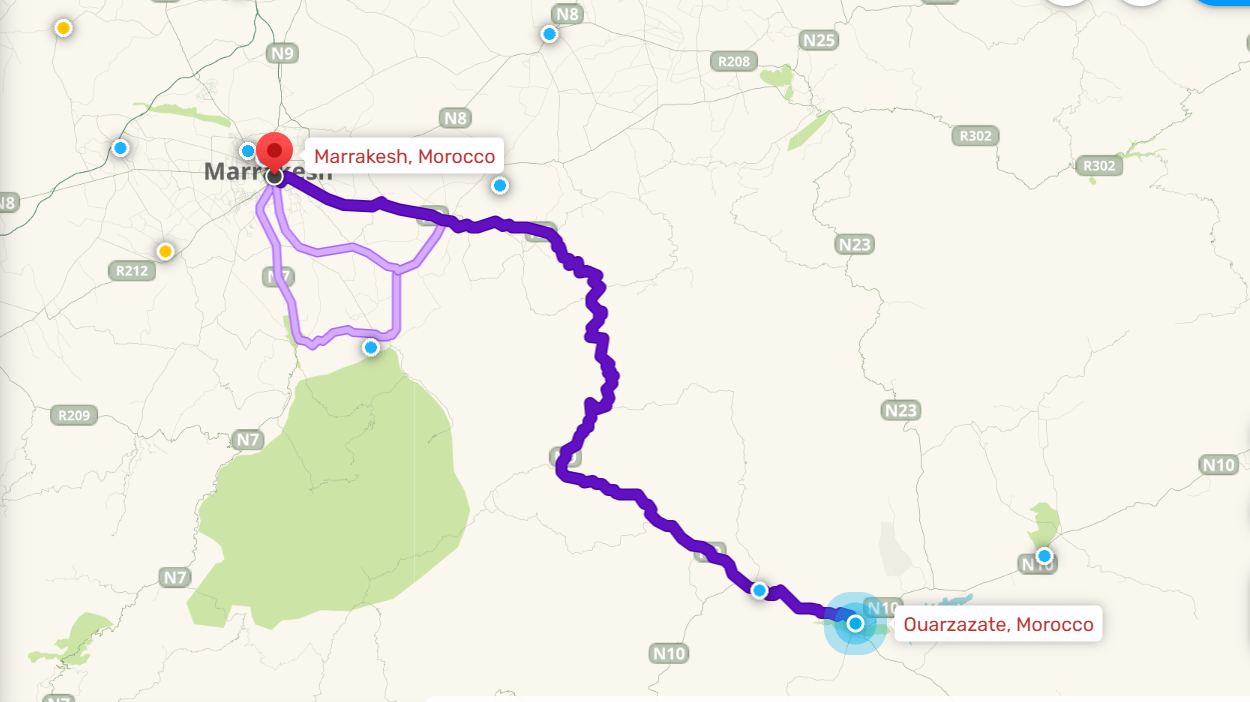 N8
N9
N25
R208
N8
R302
R302
Marrakesh, Morocco
Marrakesh
N8
N23
R212
N7
N23
R209
N7
N10
N10
N7
N10
Ouarzazate, Morocco
N10
N7